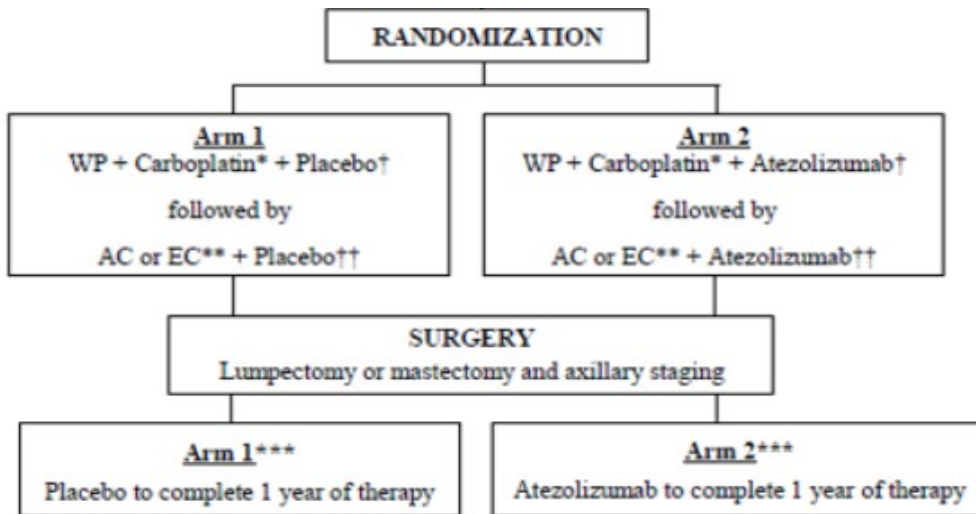 RANDOMIZATION
Arm 1
WP + Carboplatin* + Placebo†
followed by
AC or EC** + Placebo††
Arm 2
WP + Carboplatin* + Atezolizumab†
followed by
AC or EC** + Atezolizumab††
SURGERY
Lumpectomy or mastectomy and axillary staging
Arm 1***
Placebo to complete 1 year of therapy
Arm 2***
Atezolizumab to complete 1 year of therapy